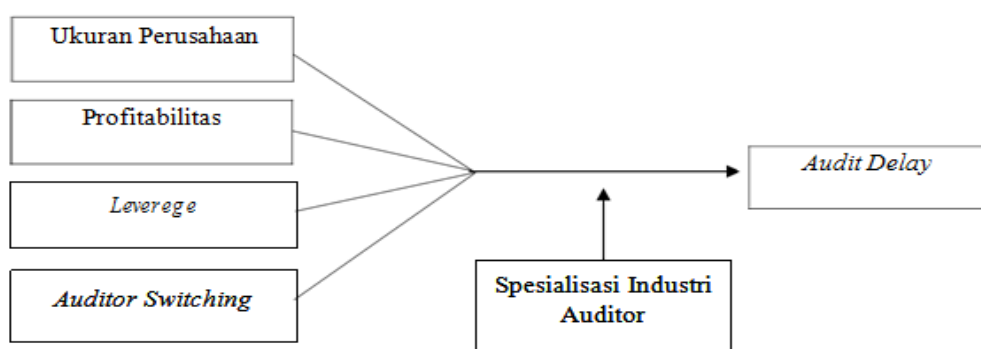 Ukuran Perusahaan
Profitabilitas
Leverege
Auditor Switching
Audit Delay
Spesialisasi Industri
Auditor